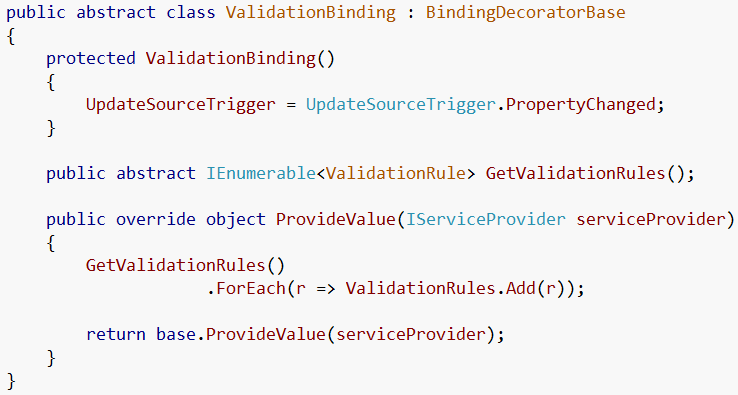 public abstract class ValidationBinding : BindingDecoratorBase
{
    protected ValidationBinding()
    {
        UpdateSourceTrigger = UpdateSourceTrigger.PropertyChanged;
    }

    public abstract IEnumerable<ValidationRule> GetValidationRules();

    public override object ProvideValue(IServiceProvider serviceProvider)
    {
        GetValidationRules()
                    .ForEach(r => ValidationRules.Add(r));

        return base.ProvideValue(serviceProvider);
    }
}